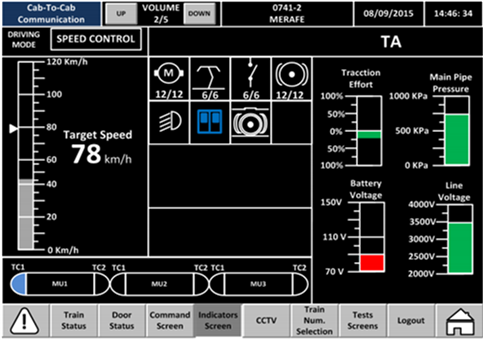 Cab-To-Cab
Communication
UP
VOLUME
2/5
DOWN
0741-2
MERAFE
08/09/2015
14:46: 34
DRIVING
MODE
SPEED CONTROL
TA
120 Km/h
100
80
60
40
20
0 Km/h
Target Speed
78 km/h
M
12/12
6/6
6/6
12/12
Tracction
Effort
100%
50%
0%
50%
100%
Main Pipe
Pressure
1000 KPa
500 KPa
0 KPa
Battery
Voltage
150V
110 V
70 V
Line
Voltage
4000V
3500V
3000V
2500V
2000V
TC1
MU1
TC2
TC1
MU2
TC2
TC1
MU3
TC2
Train
Status
Door
Status
Command
Screen
Indicators
Screen
CCTV
Train
Num.
Selection
Tests
Screens
Logout